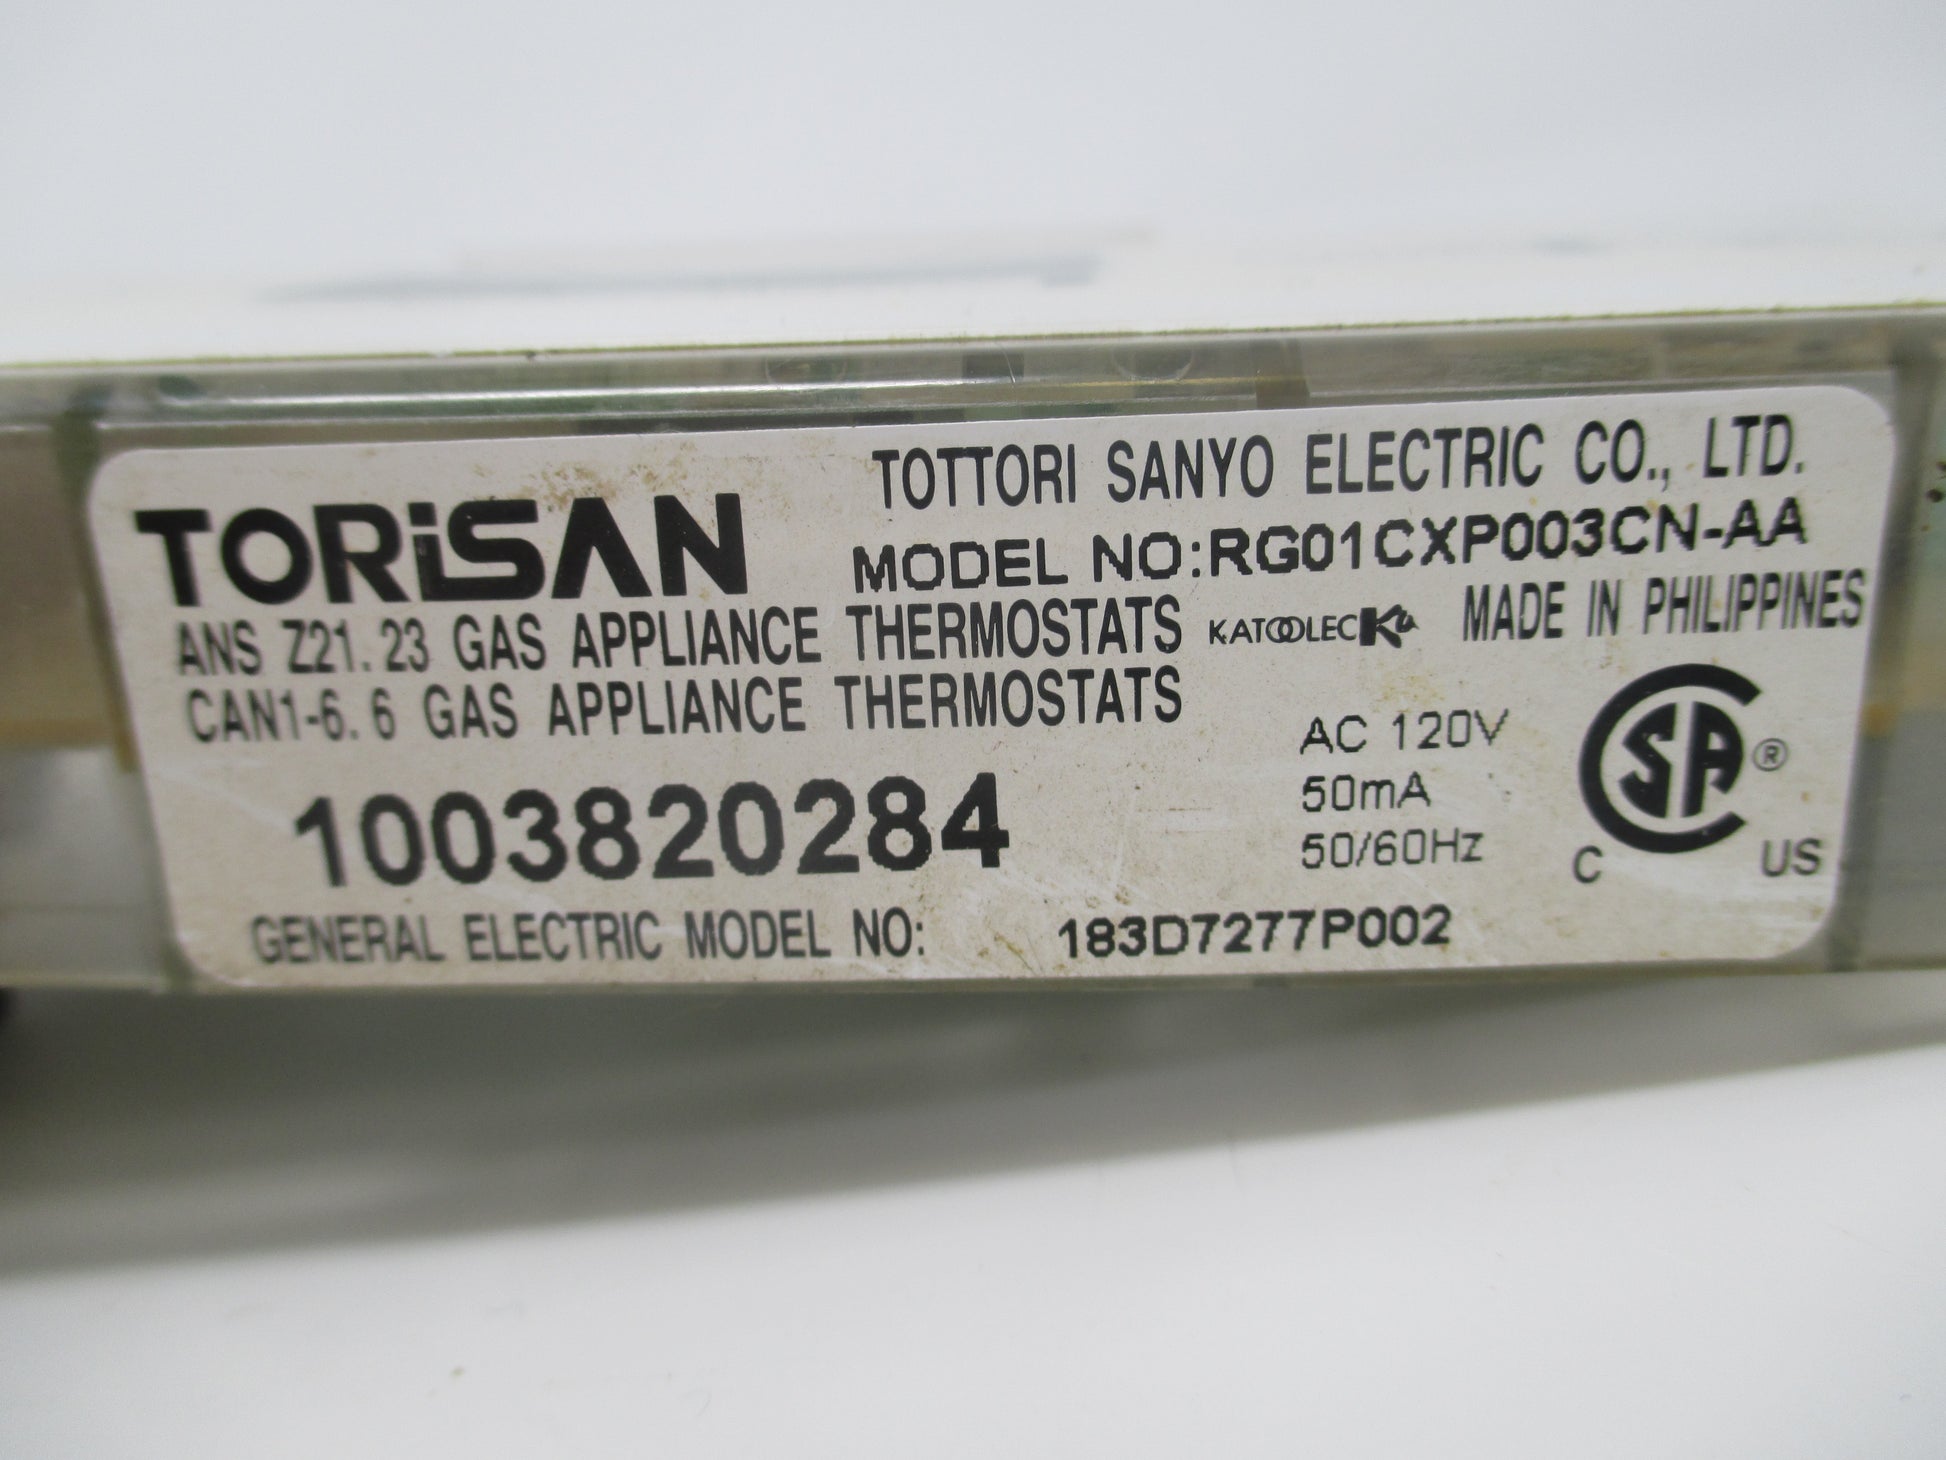 TORiSAN
TOTTORI SANYO ELECTRIC CO., LTD.
MODEL NO:RG01CXP003CN-AA
ANS Z21.23 GAS APPLIANCE THERMOSTATS KATOOLEC Ka MADE IN PHILIPPINES
CAN1-6.6 GAS APPLIANCE THERMOSTATS
1003820284
AC 120V
50mA
50/60Hz
C SA ® US
GENERAL ELECTRIC MODEL NO: 183D7277P002